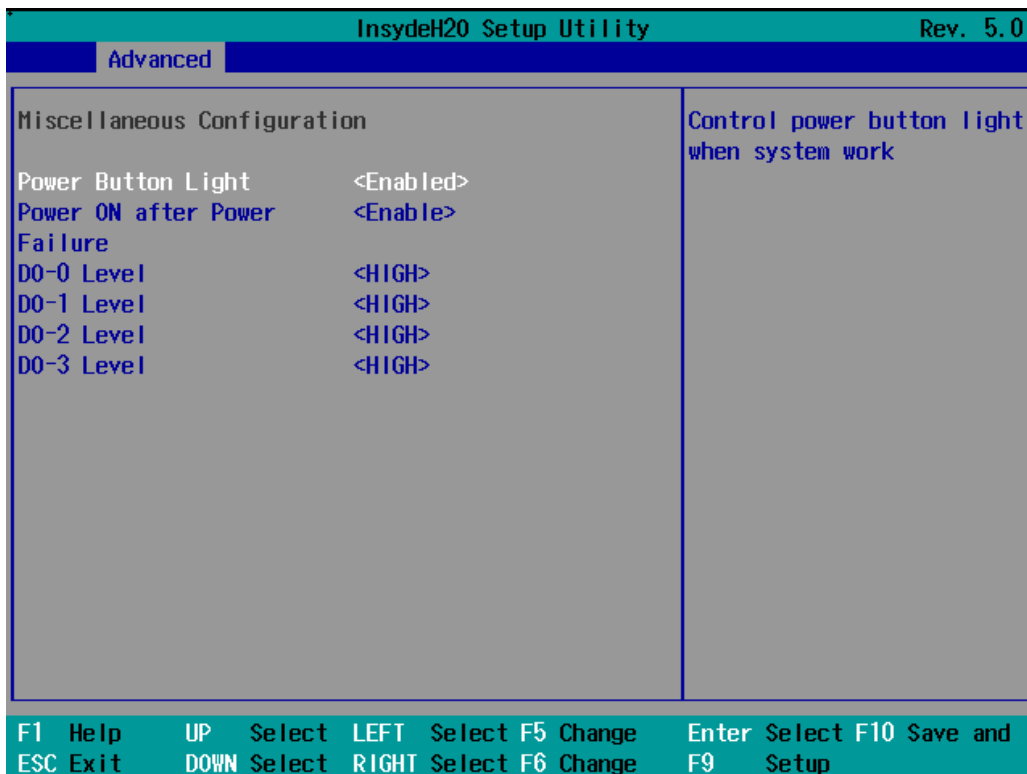 InsydeH20 Setup Utility Rev. 5.0
Advanced
Miscellaneous Configuration
Control power button light
when system work
Power Button Light <Enabled>
Power ON after Power <Enable>
Failure
DO-0 Level <HIGH>
DO-1 Level <HIGH>
DO-2 Level <HIGH>
DO-3 Level <HIGH>
F1 Help UP Select LEFT Select F5 Change Enter Select F10 Save and
ESC Exit DOWN Select RIGHT Select F6 Change F9 Setup